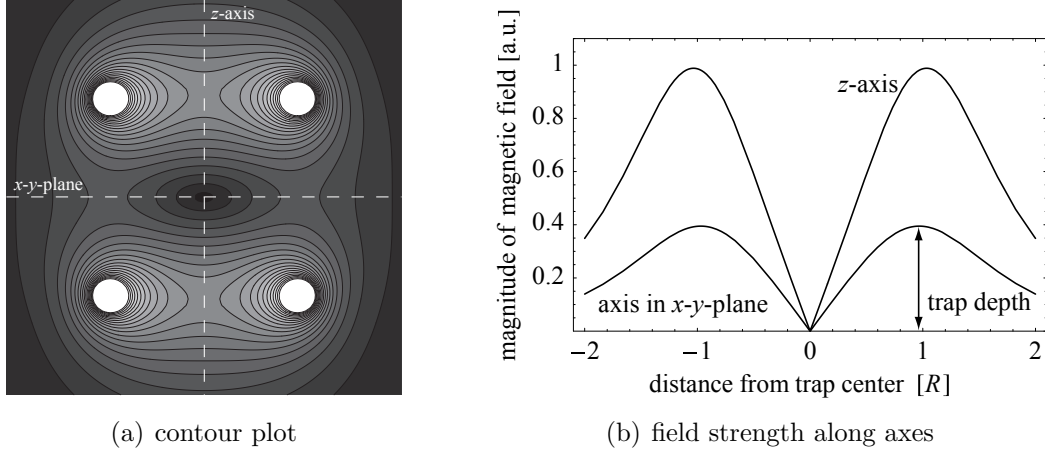 z-axis
x-y-plane
magnitude of magnetic field [a.u.]
1
0.8
0.6
0.4
0.2
z-axis
axis in x-y-plane
trap depth
−2 −1 0 1 2
distance from trap center [R]
(a) contour plot
(b) field strength along axes